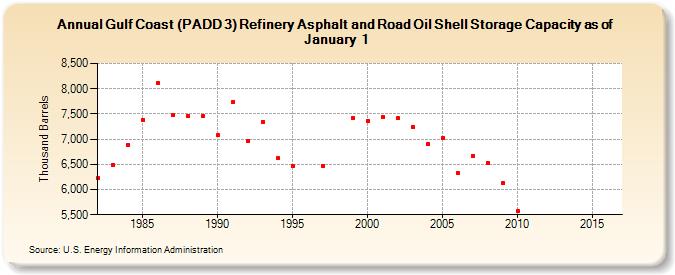 Annual Gulf Coast (PADD 3) Refinery Asphalt and Road Oil Shell Storage Capacity as of
January 1
Thousand Barrels
8,500
8,000
7,500
7,000
6,500
6,000
5,500
1985 1990 1995 2000 2005 2010 2015
Source: U.S. Energy Information Administration